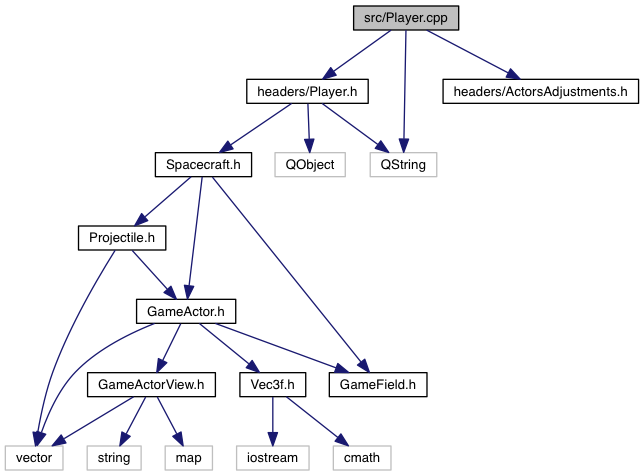 src/Player.cpp
headers/Player.h
headers/ActorsAdjustments.h
Spacecraft.h
QObject
QString
Projectile.h
GameActor.h
GameActorView.h
Vec3f.h
GameField.h
vector
string
map
iostream
cmath